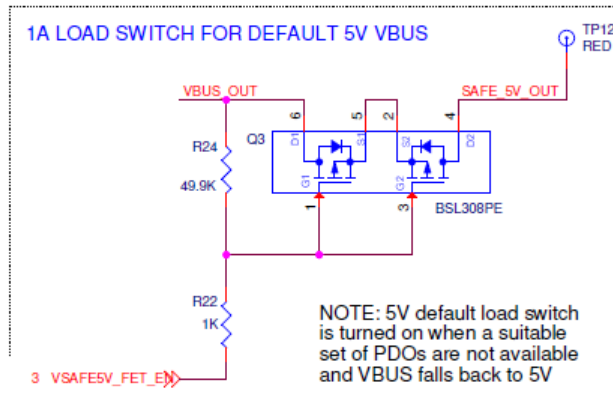 1A LOAD SWITCH FOR DEFAULT 5V VBUS
TP12
RED
VBUS_OUT
SAFE_5V_OUT
6
5
2
4
R24
49.9K
Q3
D1
S1
S2
D2
G1
G2
1
3
BSL308PE
R22
1K
NOTE: 5V default load switch
is turned on when a suitable
set of PDOs are not available
and VBUS falls back to 5V
3 VSAFE5V_FET_EN